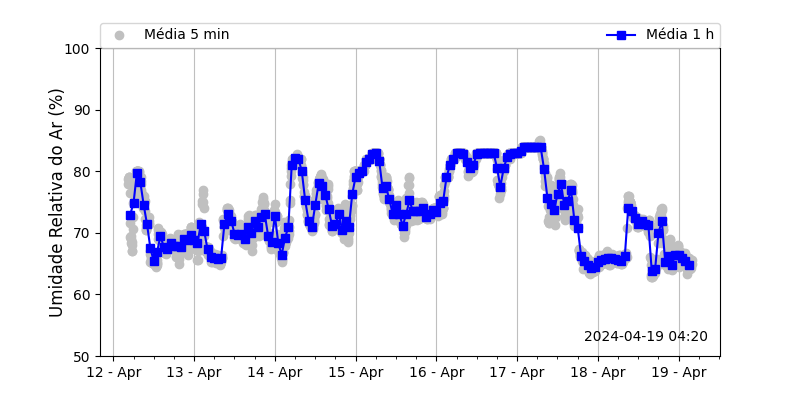 Média 5 min
Média 1 h
100
90
80
70
60
50
Umidade Relativa do Ar (%)
2024-04-19 04:20
12 - Apr
13 - Apr
14 - Apr
15 - Apr
16 - Apr
17 - Apr
18 - Apr
19 - Apr